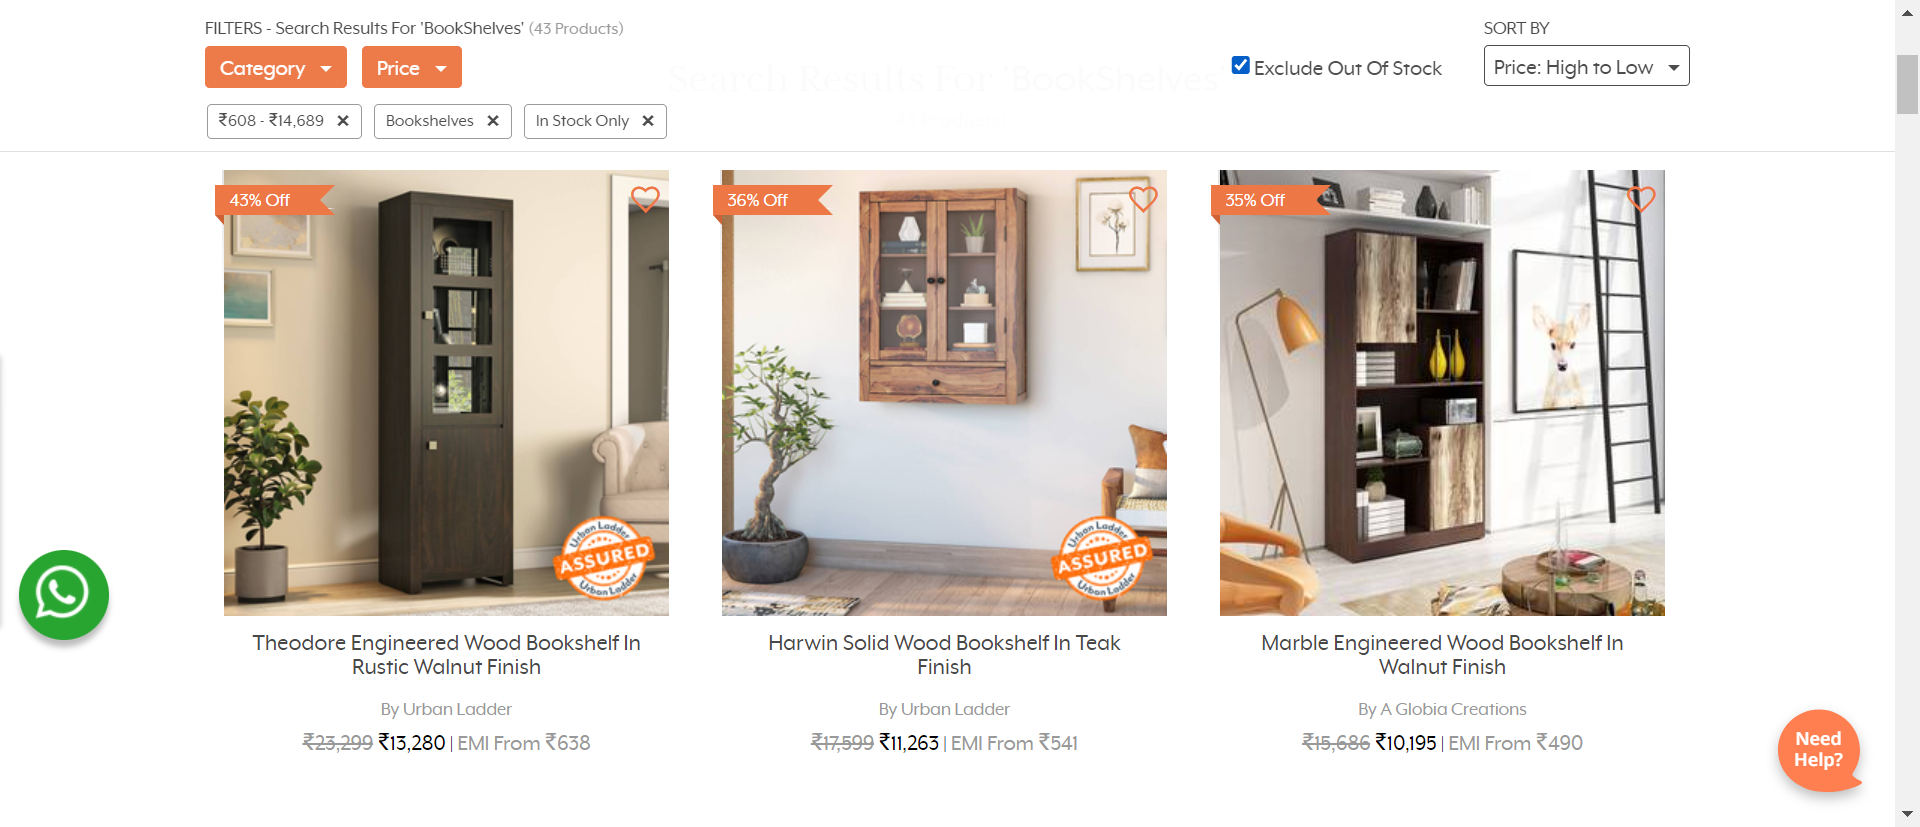 FILTERS - Search Results For 'BookShelves' (43 Products)
SORT BY
Category
Price
Search Results For 'BookShelves'
Exclude Out Of Stock
Price: High to Low
₹608 - ₹14,689 ✕
Bookshelves ✕
In Stock Only ✕
43% Off
36% Off
35% Off
Urban Ladder
ASSURED
Urban Ladder
Urban Ladder
ASSURED
Urban Ladder
Theodore Engineered Wood Bookshelf In
Rustic Walnut Finish
By Urban Ladder
₹23,299 ₹13,280 | EMI From ₹638
Harwin Solid Wood Bookshelf In Teak
Finish
By Urban Ladder
₹17,599 ₹11,263 | EMI From ₹541
Marble Engineered Wood Bookshelf In
Walnut Finish
By A Globia Creations
₹15,686 ₹10,195 | EMI From ₹490
Need
Help?